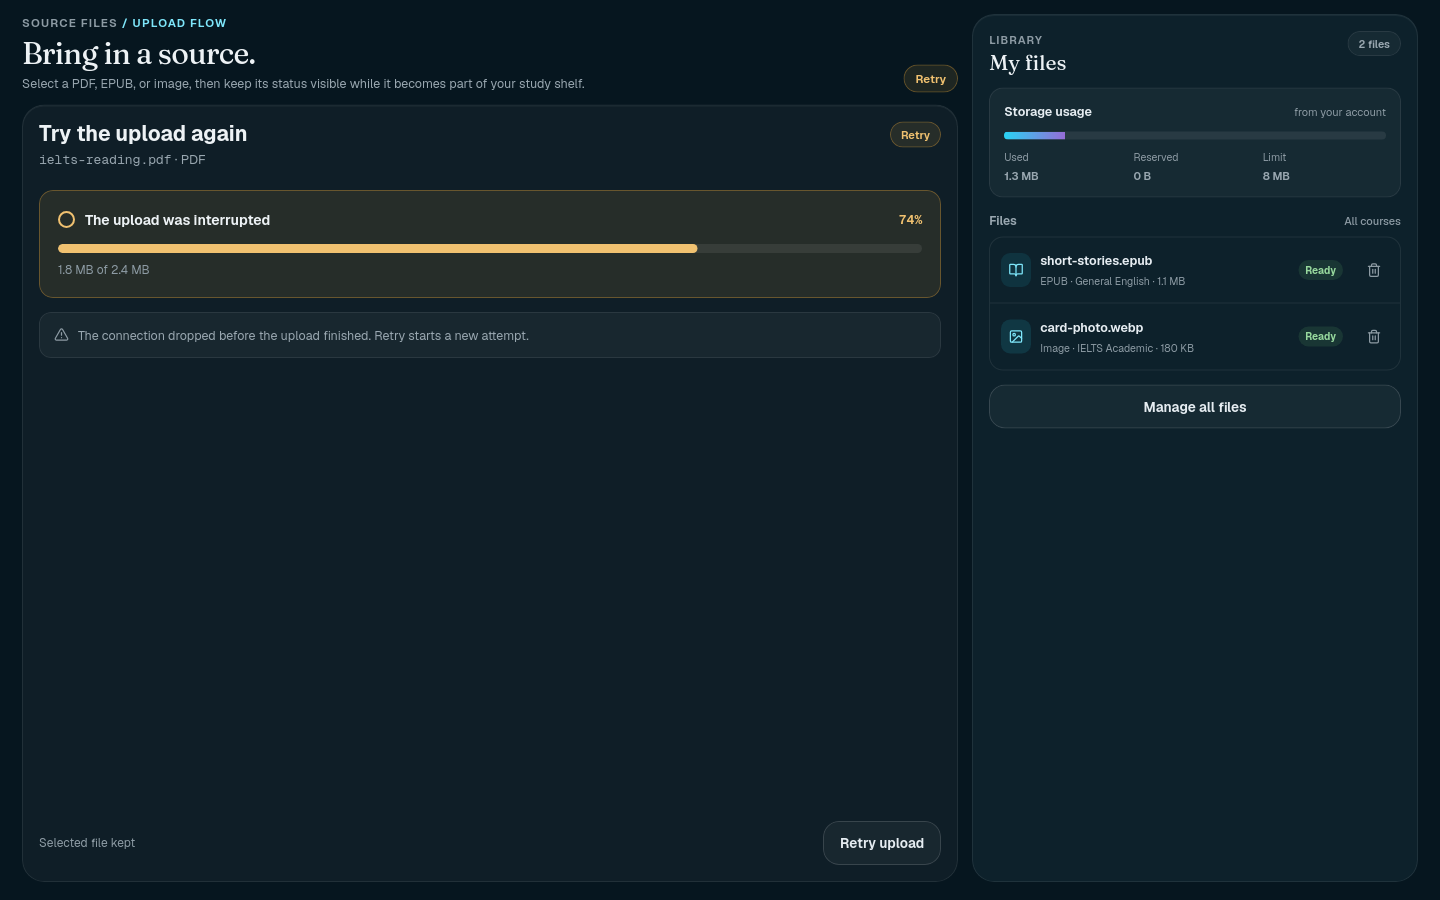 SOURCE FILES / UPLOAD FLOW
Bring in a source.
Select a PDF, EPUB, or image, then keep its status visible while it becomes part of your study shelf.
Retry
Try the upload again
Retry
ielts-reading.pdf · PDF
The upload was interrupted
74%
1.8 MB of 2.4 MB
The connection dropped before the upload finished. Retry starts a new attempt.
Selected file kept
Retry upload
LIBRARY
My files
2 files
Storage usage
from your account
Used
Reserved
Limit
1.3 MB
0 B
8 MB
Files
All courses
short-stories.epub
EPUB · General English · 1.1 MB
Ready
card-photo.webp
Image · IELTS Academic · 180 KB
Ready
Manage all files